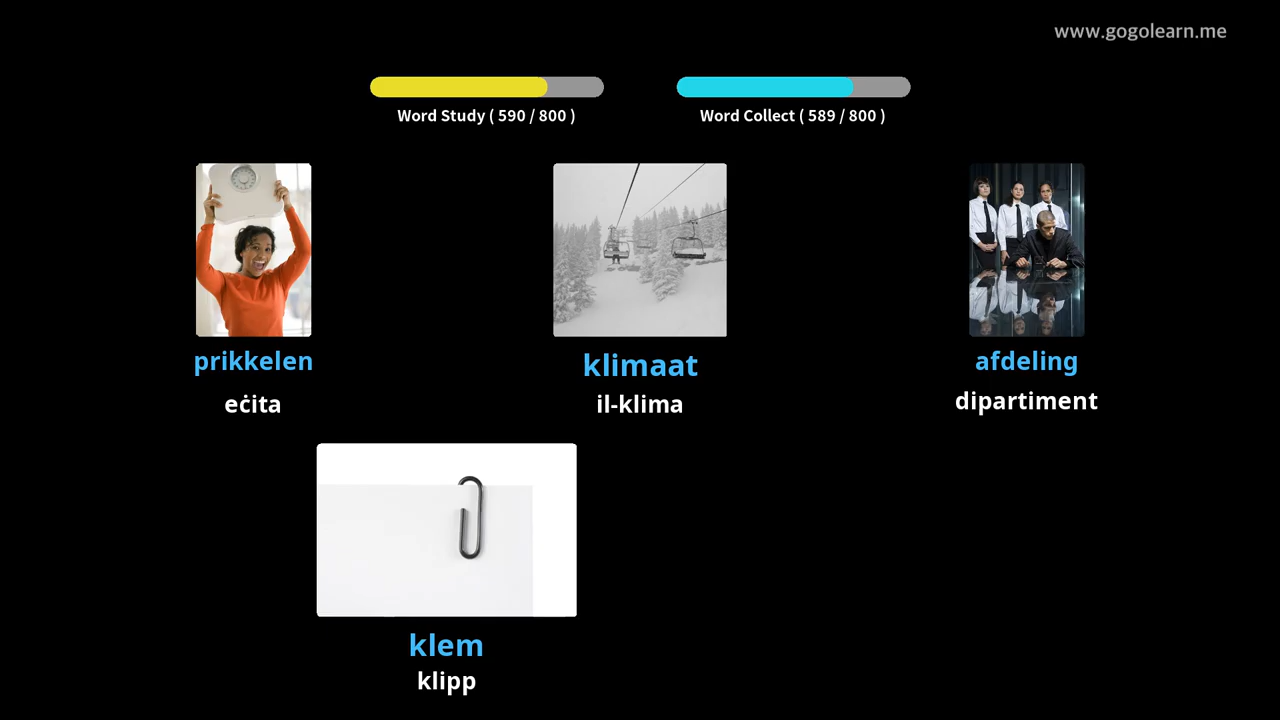 www.gogolearn.me
Word Study ( 590 / 800 )
Word Collect ( 589 / 800 )
prikkelen
eċita
klimaat
il-klima
afdeling
dipartiment
klem
klipp